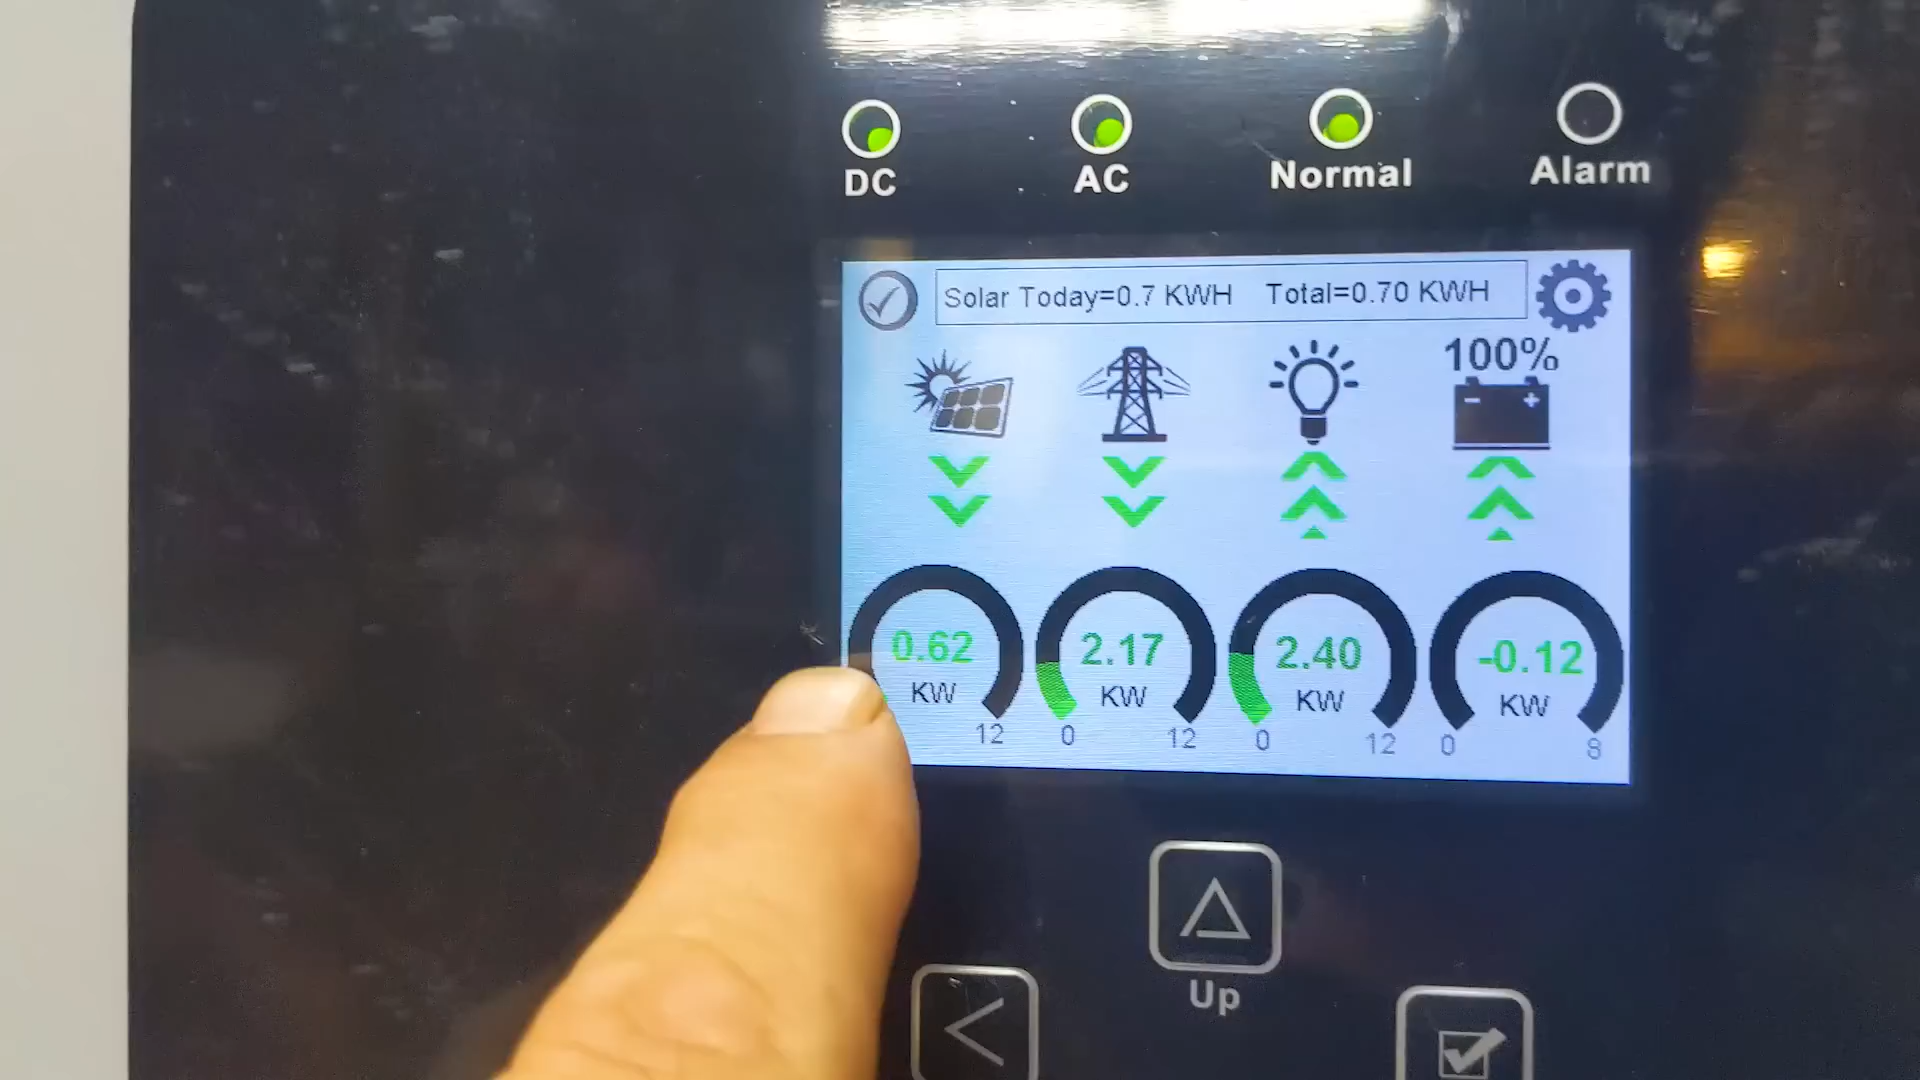 DC AC Normal Alarm
Solar Today=0.7 KWH Total=0.70 KWH
100%
0.62 2.17 2.40 -0.12
KW KW KW KW
12 0 12 0 12 0 8
Up